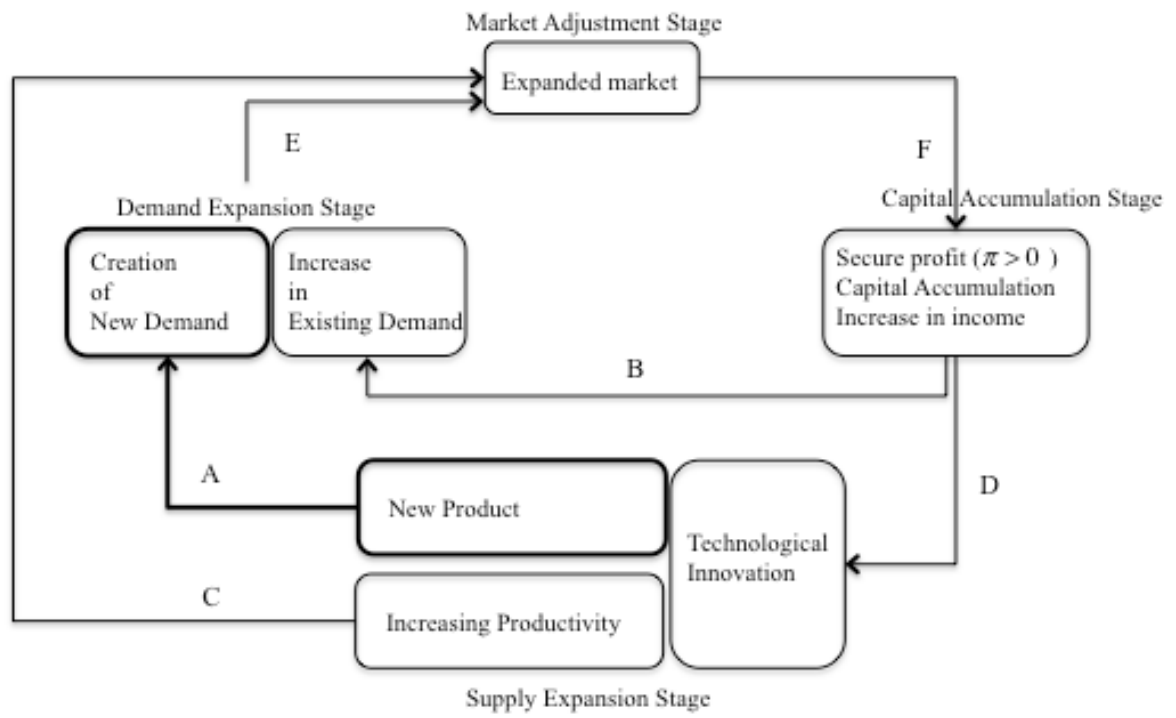 Market Adjustment Stage
Expanded market
E
F
Demand Expansion Stage
Capital Accumulation Stage
Creation
of
New Demand
Increase
in
Existing Demand
Secure profit (π > 0 )
Capital Accumulation
Increase in income
B
A
D
New Product
Technological
Innovation
C
Increasing Productivity
Supply Expansion Stage